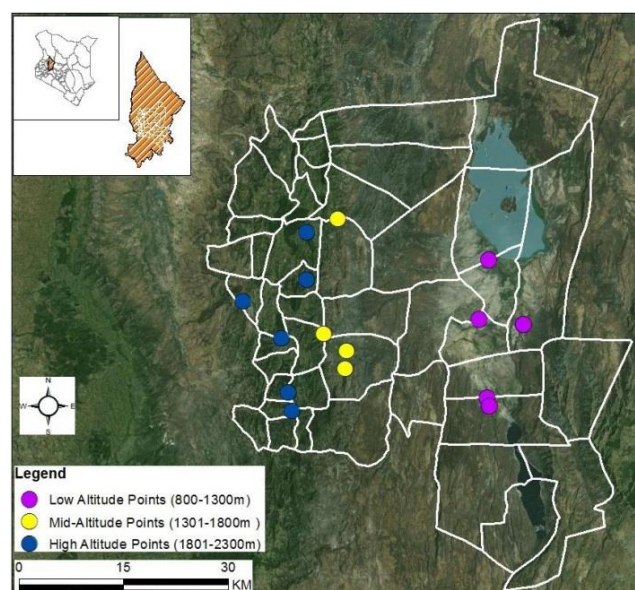 N
W E
S
Legend
Low Altitude Points (800-1300m)
Mid-Altitude Points (1301-1800m )
High Altitude Points (1801-2300m)
0 15 30
KM